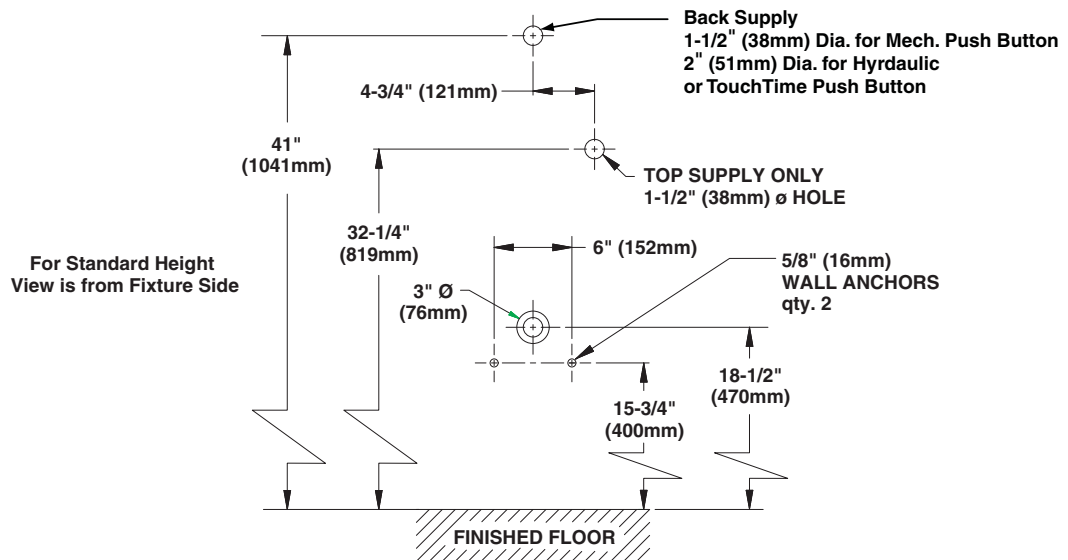 Back Supply
1-1/2" (38mm) Dia. for Mech. Push Button
2" (51mm) Dia. for Hyrdaulic
or TouchTime Push Button
4-3/4" (121mm)
41"
(1041mm)
TOP SUPPLY ONLY
1-1/2" (38mm) ø HOLE
32-1/4"
(819mm)
6" (152mm)
For Standard Height
View is from Fixture Side
5/8" (16mm)
WALL ANCHORS
qty. 2
3" Ø
(76mm)
18-1/2"
(470mm)
15-3/4"
(400mm)
FINISHED FLOOR